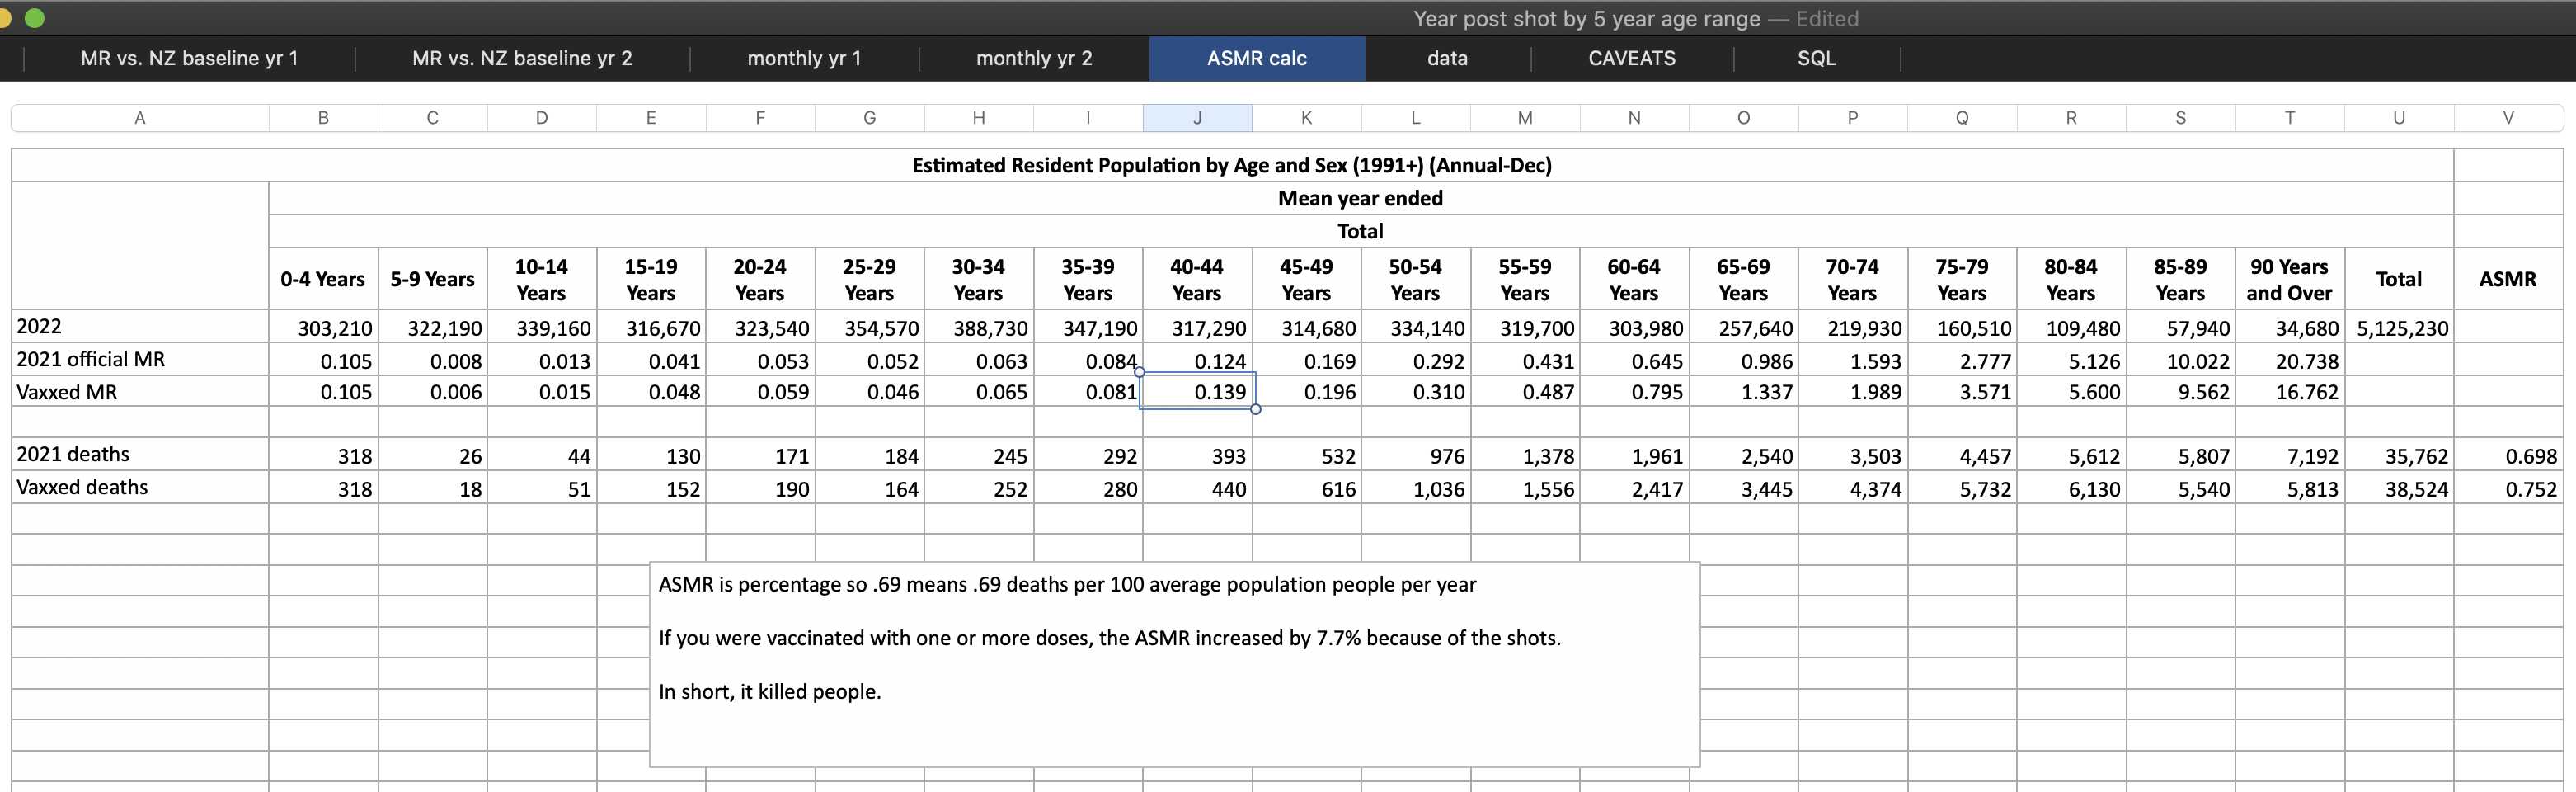 Year post shot by 5 year age range — Edited
MR vs. NZ baseline yr 1 MR vs. NZ baseline yr 2 monthly yr 1 monthly yr 2 ASMR calc data CAVEATS SQL
A B C D E F G H I J K L M N O P Q R S T U V
Estimated Resident Population by Age and Sex (1991+) (Annual-Dec)
Mean year ended
Total
0-4 Years 5-9 Years 10-14 Years 15-19 Years 20-24 Years 25-29 Years 30-34 Years 35-39 Years 40-44 Years 45-49 Years 50-54 Years 55-59 Years 60-64 Years 65-69 Years 70-74 Years 75-79 Years 80-84 Years 85-89 Years 90 Years and Over Total ASMR
2022 303,210 322,190 339,160 316,670 323,540 354,570 388,730 347,190 317,290 314,680 334,140 319,700 303,980 257,640 219,930 160,510 109,480 57,940 34,680 5,125,230
2021 official MR 0.105 0.008 0.013 0.041 0.053 0.052 0.063 0.084 0.124 0.169 0.292 0.431 0.645 0.986 1.593 2.777 5.126 10.022 20.738
Vaxxed MR 0.105 0.006 0.015 0.048 0.059 0.046 0.065 0.081 0.139 0.196 0.310 0.487 0.795 1.337 1.989 3.571 5.600 9.562 16.762
2021 deaths 318 26 44 130 171 184 245 292 393 532 976 1,378 1,961 2,540 3,503 4,457 5,612 5,807 7,192 35,762 0.698
Vaxxed deaths 318 18 51 152 190 164 252 280 440 616 1,036 1,556 2,417 3,445 4,374 5,732 6,130 5,540 5,813 38,524 0.752
ASMR is percentage so .69 means .69 deaths per 100 average population people per year
If you were vaccinated with one or more doses, the ASMR increased by 7.7% because of the shots.
In short, it killed people.